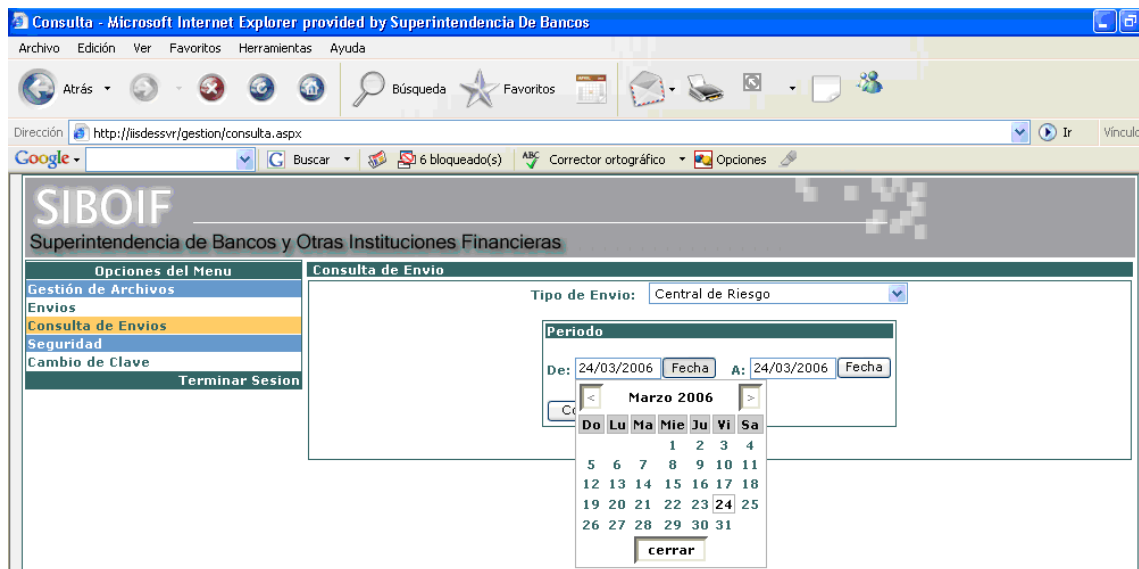 Consulta - Microsoft Internet Explorer provided by Superintendencia De Bancos
Archivo Edición Ver Favoritos Herramientas Ayuda
Atrás Búsqueda Favoritos
Dirección http://iisdessvr/gestion/consulta.aspx Ir
Google Buscar 6 bloqueado(s) ABC Corrector ortográfico Opciones
SIBOIF
Superintendencia de Bancos y Otras Instituciones Financieras
Opciones del Menu
Gestión de Archivos
Envios
Consulta de Envios
Seguridad
Cambio de Clave
Terminar Sesion
Consulta de Envio
Tipo de Envio: Central de Riesgo
Periodo
De: 24/03/2006 Fecha A: 24/03/2006 Fecha
< Marzo 2006 >
Do Lu Ma Mie Ju Vi Sa
1 2 3 4
5 6 7 8 9 10 11
12 13 14 15 16 17 18
19 20 21 22 23 24 25
26 27 28 29 30 31
cerrar